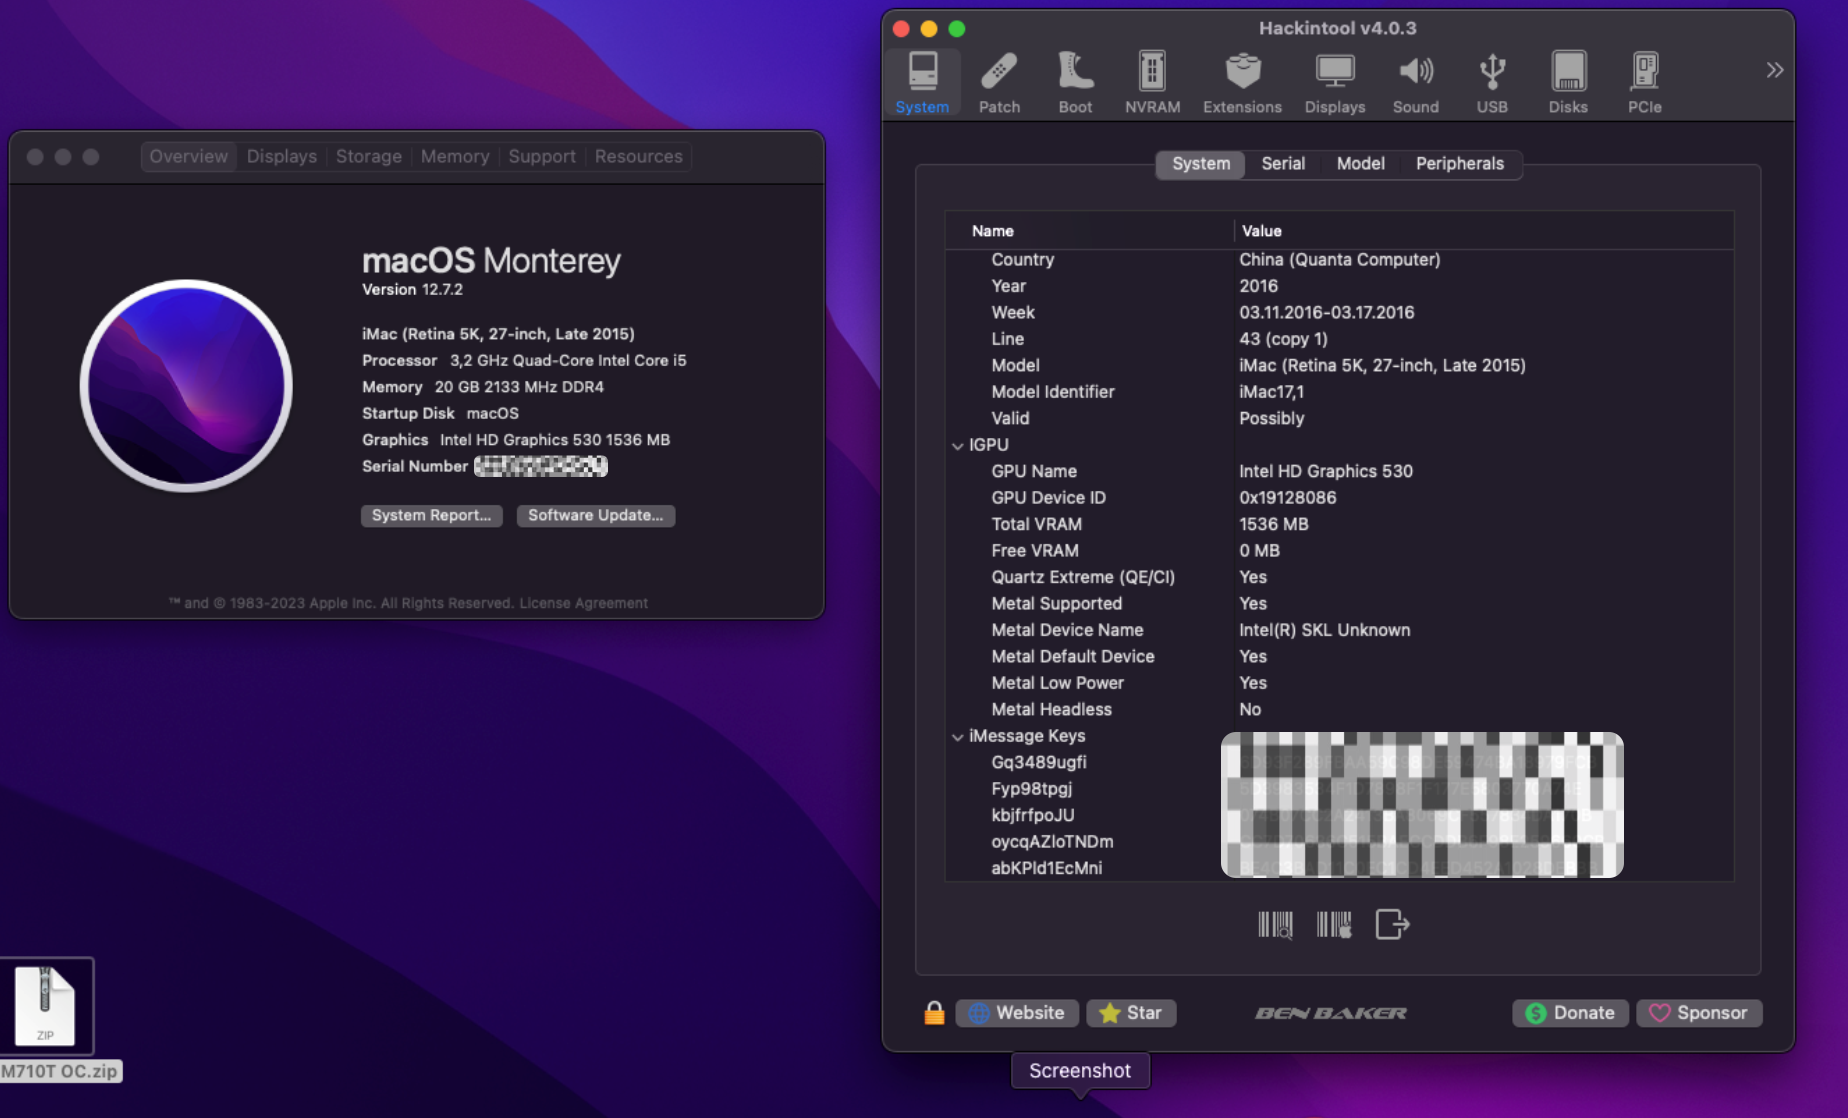 Overview Displays Storage Memory Support Resources
macOS Monterey
Version 12.7.2
iMac (Retina 5K, 27-inch, Late 2015)
Processor 3,2 GHz Quad-Core Intel Core i5
Memory 20 GB 2133 MHz DDR4
Startup Disk macOS
Graphics Intel HD Graphics 530 1536 MB
Serial Number
System Report... Software Update...
™ and © 1983-2023 Apple Inc. All Rights Reserved. License Agreement
ZIP
M710T OC.zip
Hackintool v4.0.3
System Patch Boot NVRAM Extensions Displays Sound USB Disks PCIe
System Serial Model Peripherals
Name Value
Country China (Quanta Computer)
Year 2016
Week 03.11.2016-03.17.2016
Line 43 (copy 1)
Model iMac (Retina 5K, 27-inch, Late 2015)
Model Identifier iMac17,1
Valid Possibly
IGPU
GPU Name Intel HD Graphics 530
GPU Device ID 0x19128086
Total VRAM 1536 MB
Free VRAM 0 MB
Quartz Extreme (QE/CI) Yes
Metal Supported Yes
Metal Device Name Intel(R) SKL Unknown
Metal Default Device Yes
Metal Low Power Yes
Metal Headless No
iMessage Keys
Gq3489ugfi
Fyp98tpgj
kbjfrfpoJU
oycqAZloTNDm
abKPld1EcMni
Website Star BEN BAKER Donate Sponsor
Screenshot